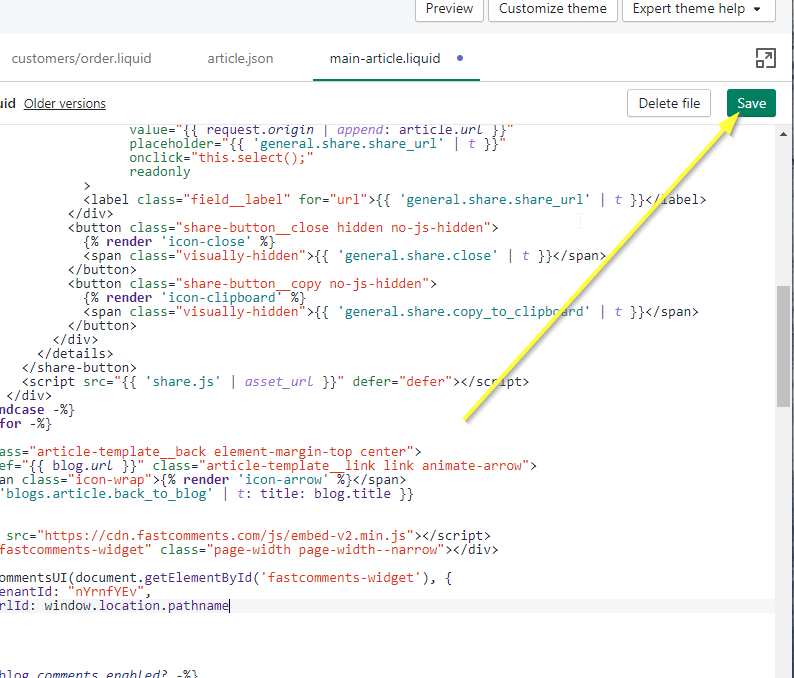 Preview Customize theme Expert theme help
customers/order.liquid article.json main-article.liquid
uid Older versions Delete file Save
value="{{ request.origin | append: article.url }}"
placeholder="{{ 'general.share.share_url' | t }}"
onclick="this.select();"
readonly
>
<label class="field__label" for="url">{{ 'general.share.share_url' | t }}</label>
</div>
<button class="share-button__close hidden no-js-hidden">
{% render 'icon-close' %}
<span class="visually-hidden">{{ 'general.share.close' | t }}</span>
</button>
<button class="share-button__copy no-js-hidden">
{% render 'icon-clipboard' %}
<span class="visually-hidden">{{ 'general.share.copy_to_clipboard' | t }}</span>
</button>
</div>
</details>
</share-button>
<script src="{{ 'share.js' | asset_url }}" defer="defer"></script>
</div>
ndcase -%}
for -%}
ass="article-template__back element-margin-top center">
ef="{{ blog.url }}" class="article-template__link link animate-arrow">
an class="icon-wrap">{% render 'icon-arrow' %}</span>
'blogs.article.back_to_blog' | t: title: blog.title }}
src="https://cdn.fastcomments.com/js/embed-v2.min.js"></script>
fastcomments-widget" class="page-width page-width--narrow"></div>
ommentsUI(document.getElementById('fastcomments-widget'), {
enantId: "nYrnfYEv",
rlId: window.location.pathname
blog.comments_enabled? -%}